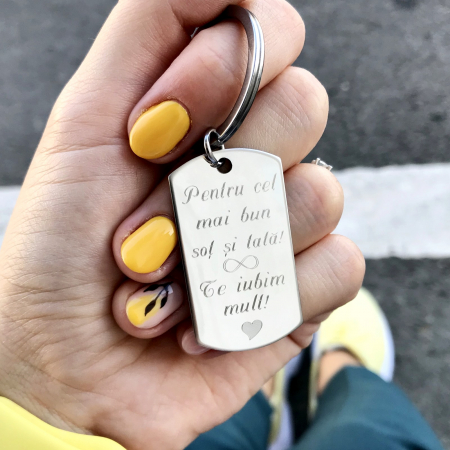 Pentru cel
mai bun
soț și tată!
Te iubim
mult!